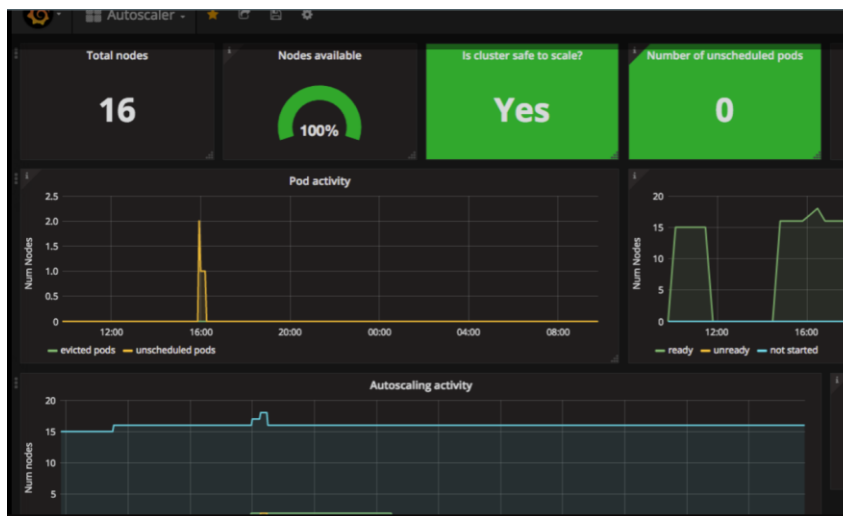 Autoscaler
Total nodes
16
Nodes available
100%
Is cluster safe to scale?
Yes
Number of unscheduled pods
0
Pod activity
Num Nodes
2.5
2.0
1.5
1.0
0.5
0
12:00 16:00 20:00 00:00 04:00 08:00
evicted pods unscheduled pods
Num Nodes
20
15
10
5
0
12:00 16:00
ready unready not started
Autoscaling activity
Num nodes
20
15
10
5